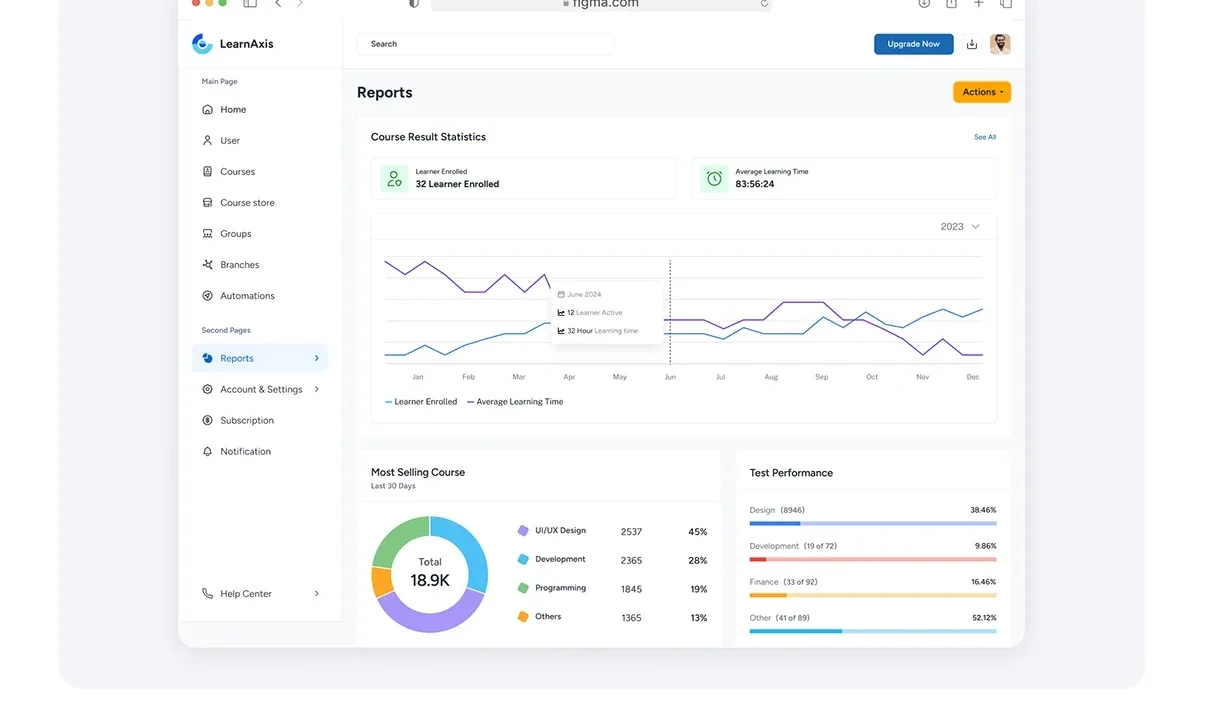 figma.com
LearnAxis
Search
Upgrade Now
Main Page
Home
User
Courses
Course store
Groups
Branches
Automations
Second Pages
Reports
Account & Settings
Subscription
Notification
Help Center
Reports
Actions
Course Result Statistics
See All
Learner Enrolled
32 Learner Enrolled
Average Learning Time
83:56:24
2023
June 2024
12 Learner Active
32 Hour Learning time
Jan Feb Mar Apr May Jun Jul Aug Sep Oct Nov Dec
Learner Enrolled Average Learning Time
Most Selling Course
Last 30 Days
Total
18.9K
UI/UX Design 2537 45%
Development 2365 28%
Programming 1845 19%
Others 1365 13%
Test Performance
Design (8946) 38.46%
Development (19 of 72) 9.86%
Finance (33 of 92) 16.46%
Other (41 of 89) 52.12%